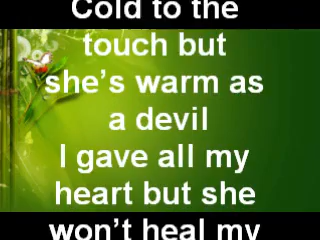 Cold to the
touch but
she’s warm as
a devil
I gave all my
heart but she
won’t heal my